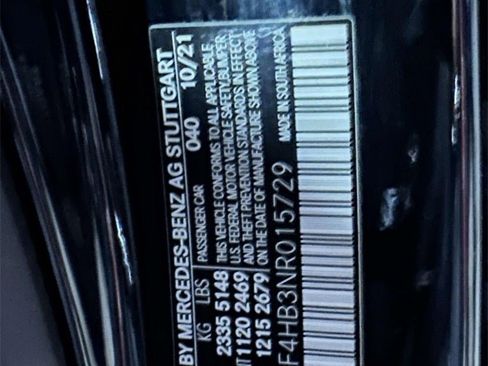 BY MERCEDES-BENZ AG STUTTGART
040 10/21
KG LBS PASSENGER CAR
2335 5148 THIS VEHICLE CONFORMS TO ALL APPLICABLE
U.S. FEDERAL MOTOR VEHICLE SAFETY, BUMPER,
1120 2469 & THEFT PREVENTION STANDARDS IN EFFECT
1215 2679 ON THE DATE OF MANUFACTURE SHOWN ABOVE
F4HB3NR015729 MADE IN SOUTH AFRICA